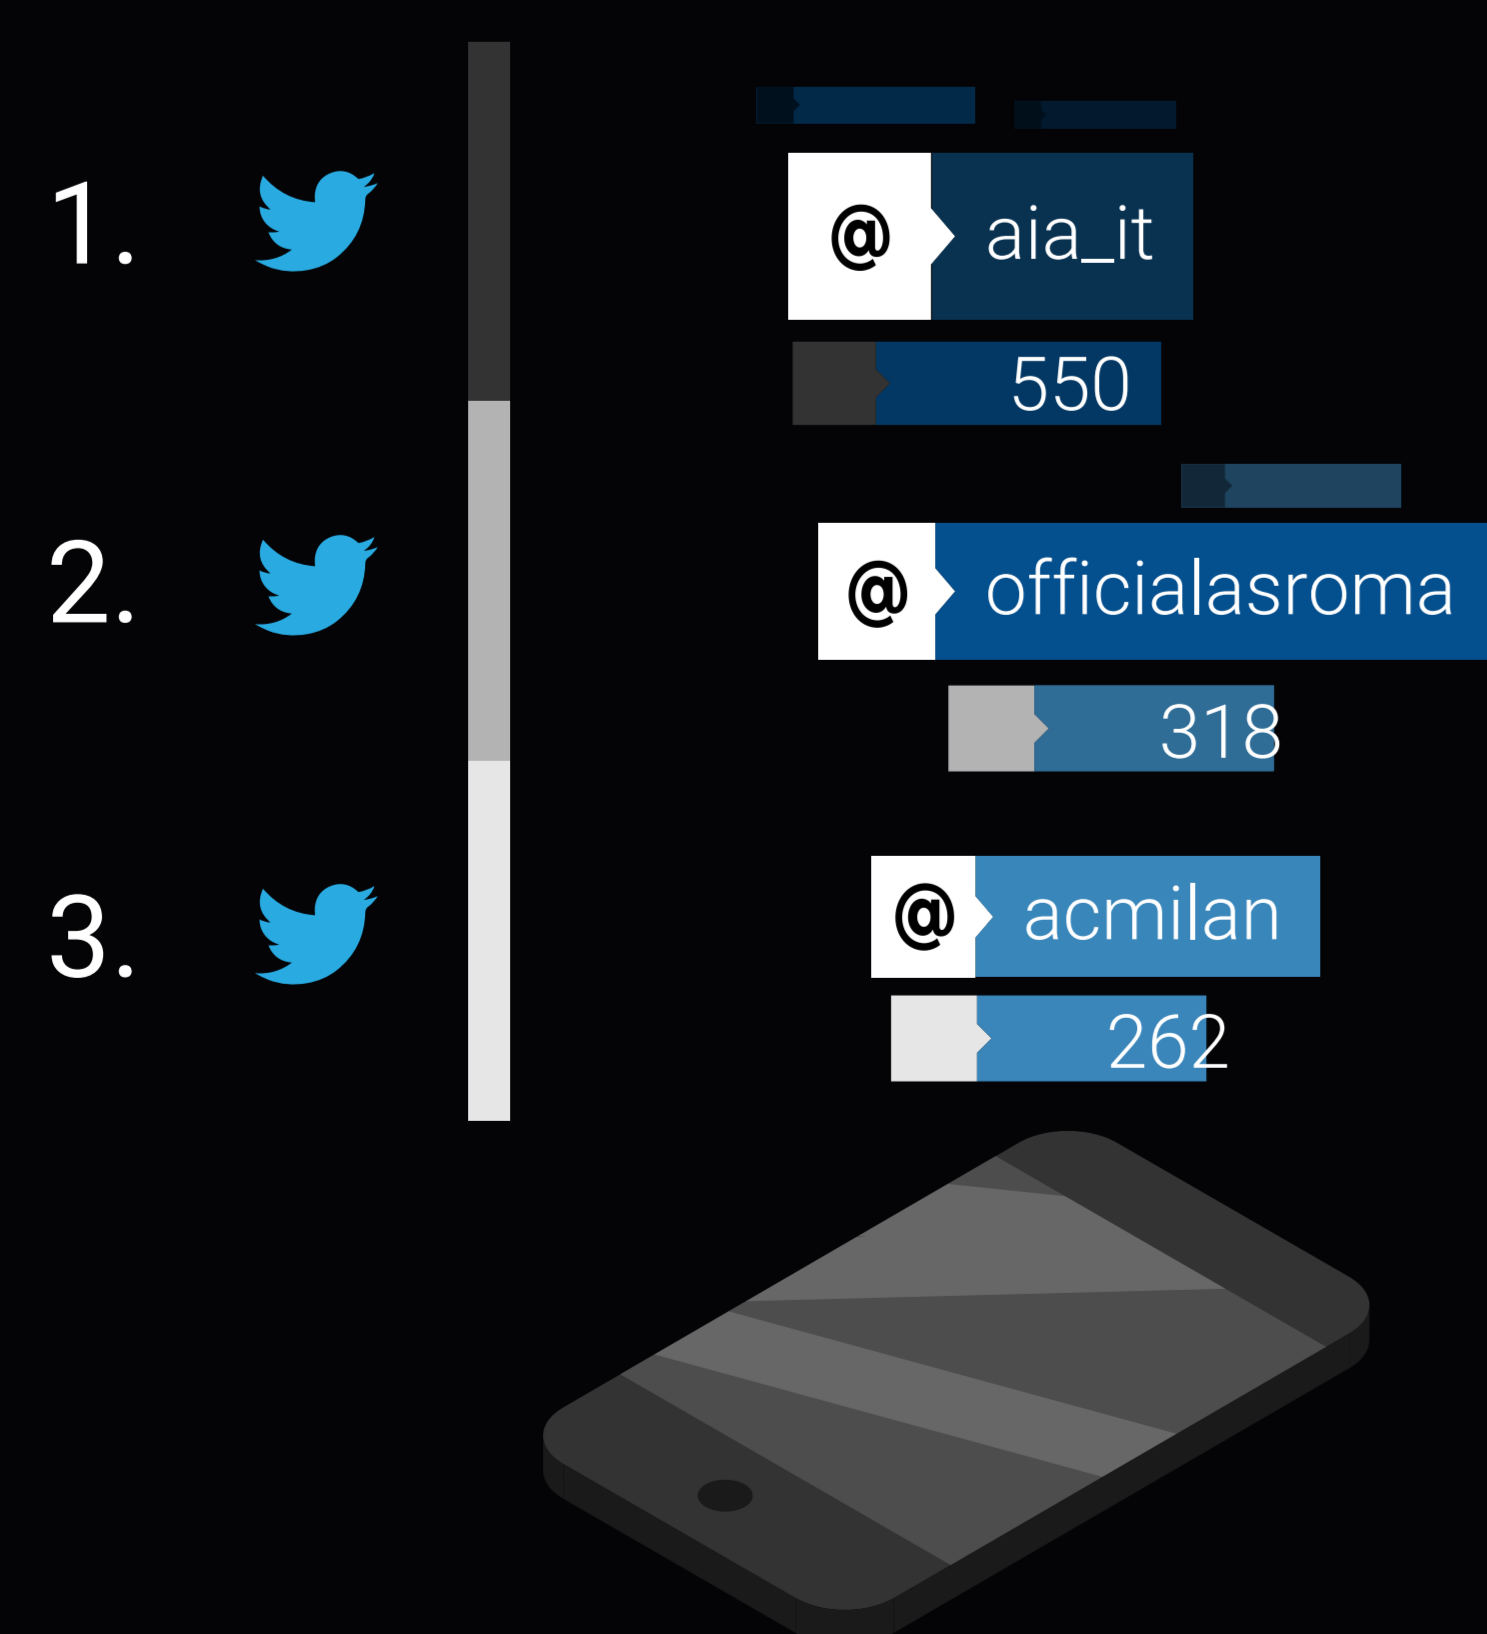 1.
@ aia_it
550
2.
@ officialasroma
318
3.
@ acmilan
262